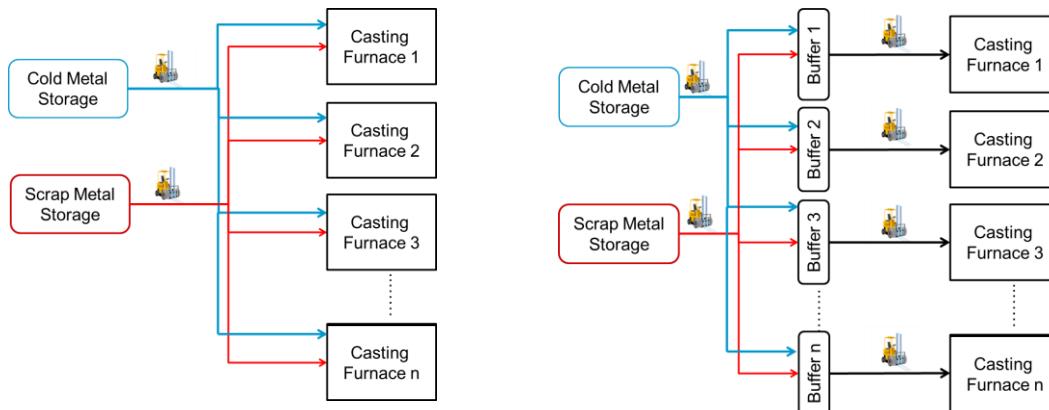 Casting
Furnace 1
Cold Metal
Storage
Casting
Furnace 2
Scrap Metal
Storage
Casting
Furnace 3
Casting
Furnace n
Buffer 1
Casting
Furnace 1
Cold Metal
Storage
Buffer 2
Casting
Furnace 2
Scrap Metal
Storage
Buffer 3
Casting
Furnace 3
Buffer n
Casting
Furnace n